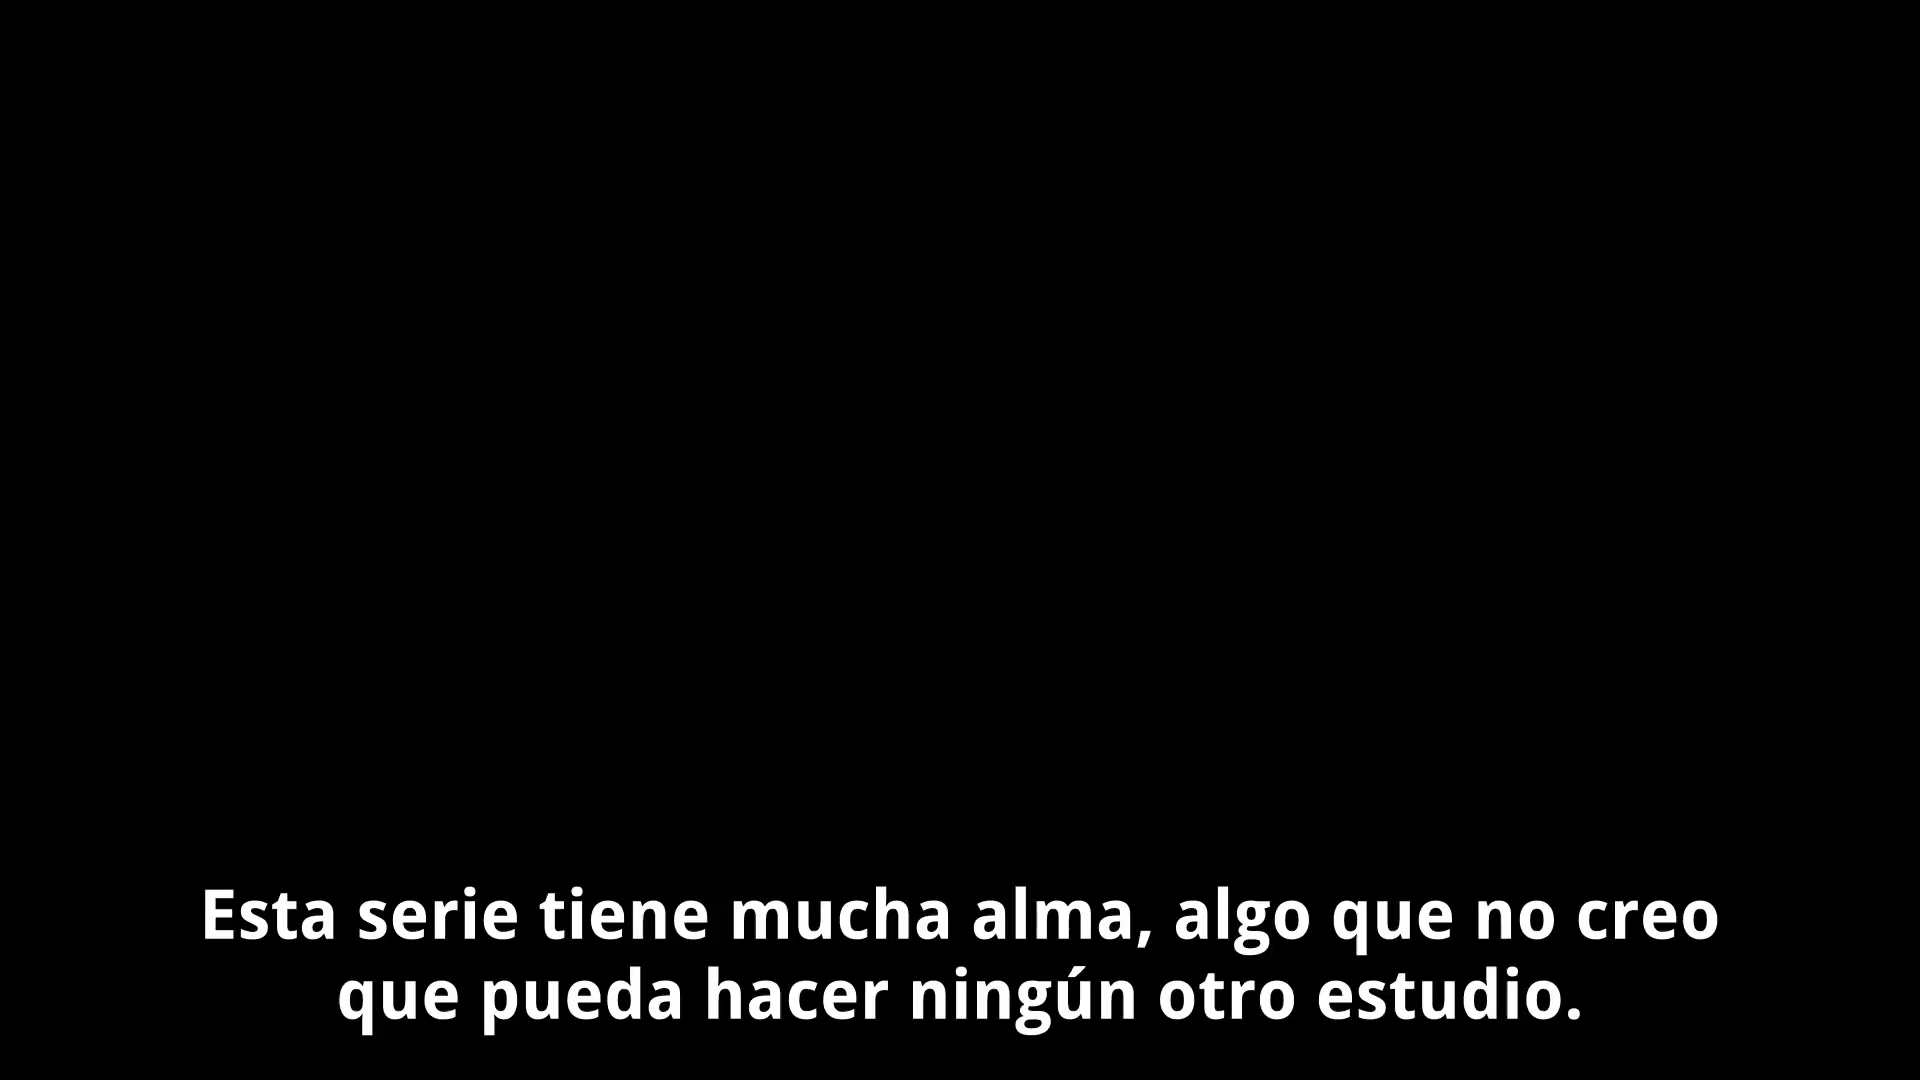 Esta serie tiene mucha alma, algo que no creo
que pueda hacer ningún otro estudio.